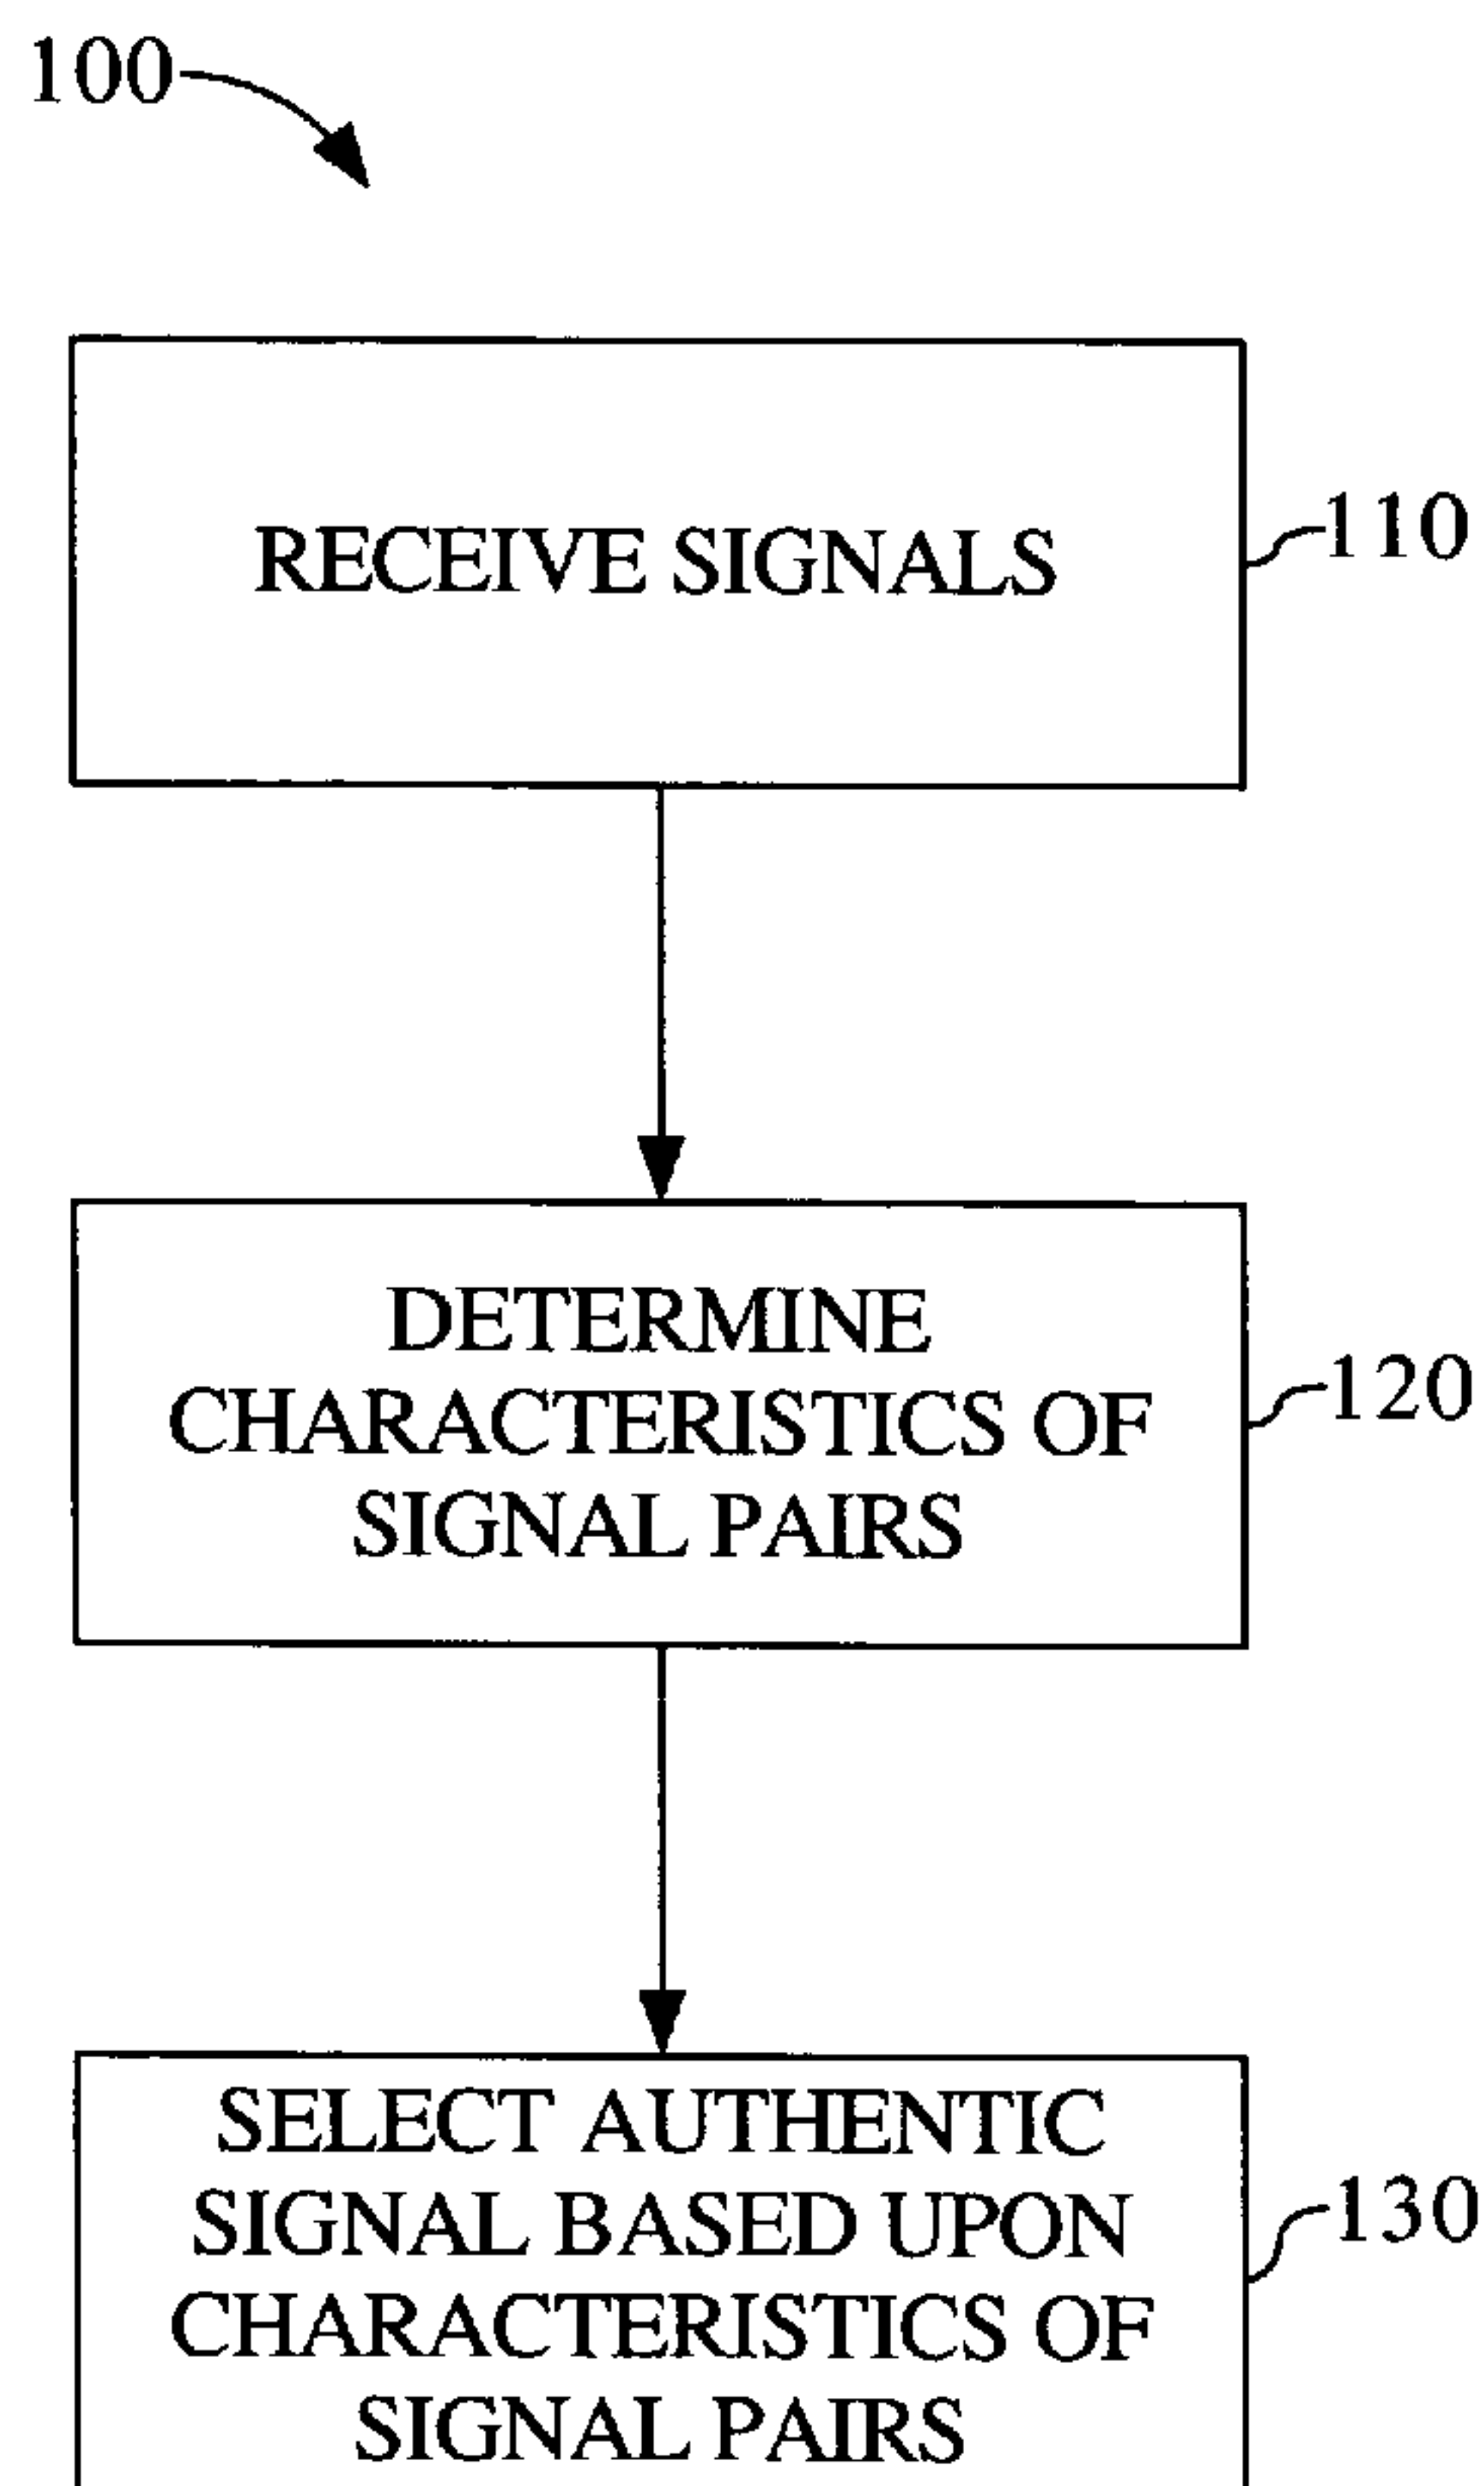 100
RECEIVE SIGNALS
110
DETERMINE
CHARACTERISTICS OF
SIGNAL PAIRS
120
SELECT AUTHENTIC
SIGNAL BASED UPON
CHARACTERISTICS OF
SIGNAL PAIRS
130